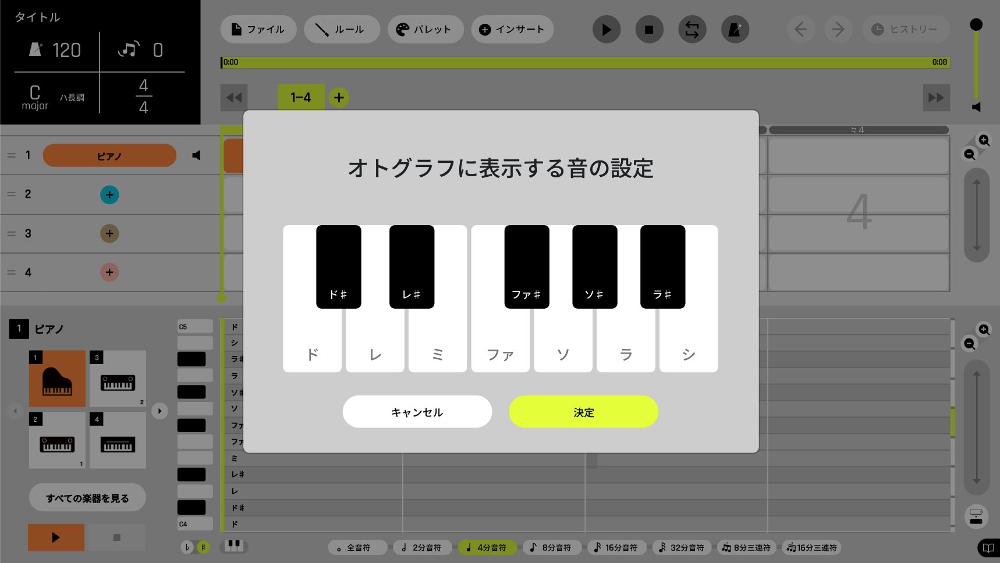 タイトル
120
0
C
major
ハ長調
4
4
ファイル
ルール
パレット
インサート
ヒストリー
0:00
0:08
1–4
4
1
ピアノ
2
3
4
4
オトグラフに表示する音の設定
ド♯
レ♯
ファ♯
ソ♯
ラ♯
ド
レ
ミ
ファ
ソ
ラ
シ
キャンセル
決定
1
ピアノ
1
3
2
2
4
1
すべての楽器を見る
C5
C4
ド
シ
ラ♯
ラ
ソ♯
ソ
ファ
ファ
ミ
レ♯
レ
ド♯
ド
♭
♯
全音符
2分音符
4分音符
8分音符
16分音符
32分音符
8分三連符
16分三連符